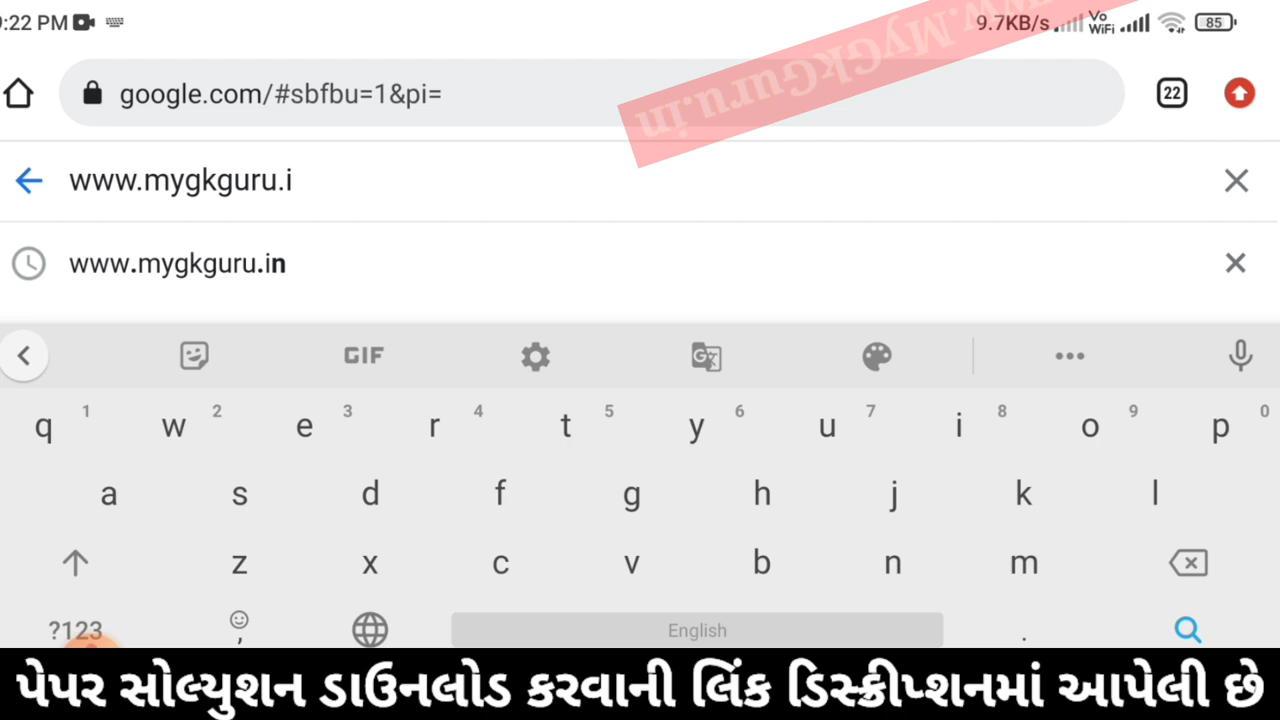 9:22 PM
9.7KB/s
Vo
WiFi
85
google.com/#sbfbu=1&pi=
22
www.MyGkGuru.in
www.mygkguru.i
www.mygkguru.in
GIF
G
q 1 w 2 e 3 r 4 t 5 y 6 u 7 i 8 o 9 p 0
a s d f g h j k l
z x c v b n m
?123 , English .
પેપર સોલ્યુશન ડાઉનલોડ કરવાની લિંક ડિસ્ક્રીપ્શનમાં આપેલી છે